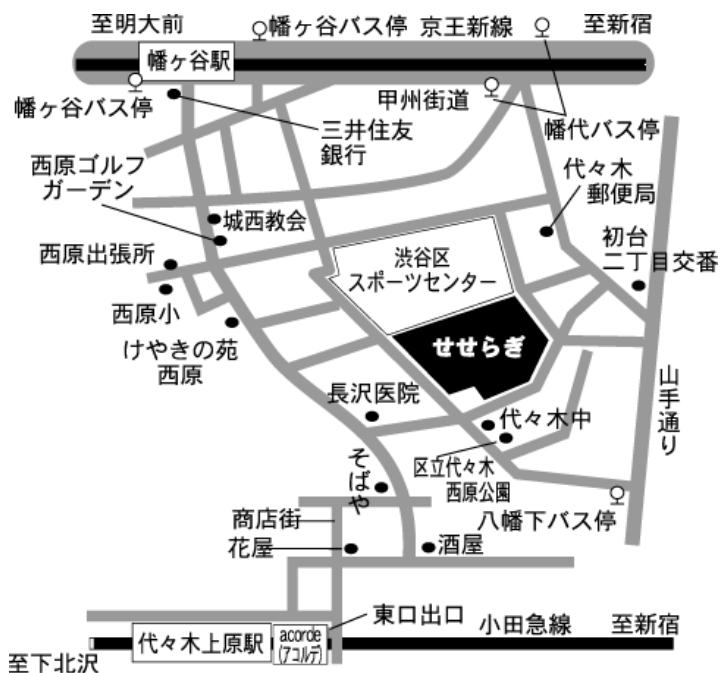 至明大前
幡ヶ谷バス停
京王新線
至新宿
幡ヶ谷駅
幡ヶ谷バス停
甲州街道
三井住友
銀行
幡代バス停
西原ゴルフ
ガーデン
代々木
郵便局
城西教会
渋谷区
スポーツセンター
初台
二丁目交番
西原出張所
西原小
けやきの苑
西原
せせらぎ
山手通り
長沢医院
代々木中
区立代々木
西原公園
そばや
八幡下バス停
商店街
花屋
酒屋
東口出口
小田急線
至新宿
代々木上原駅
acorde
(アコルデ)
至下北沢